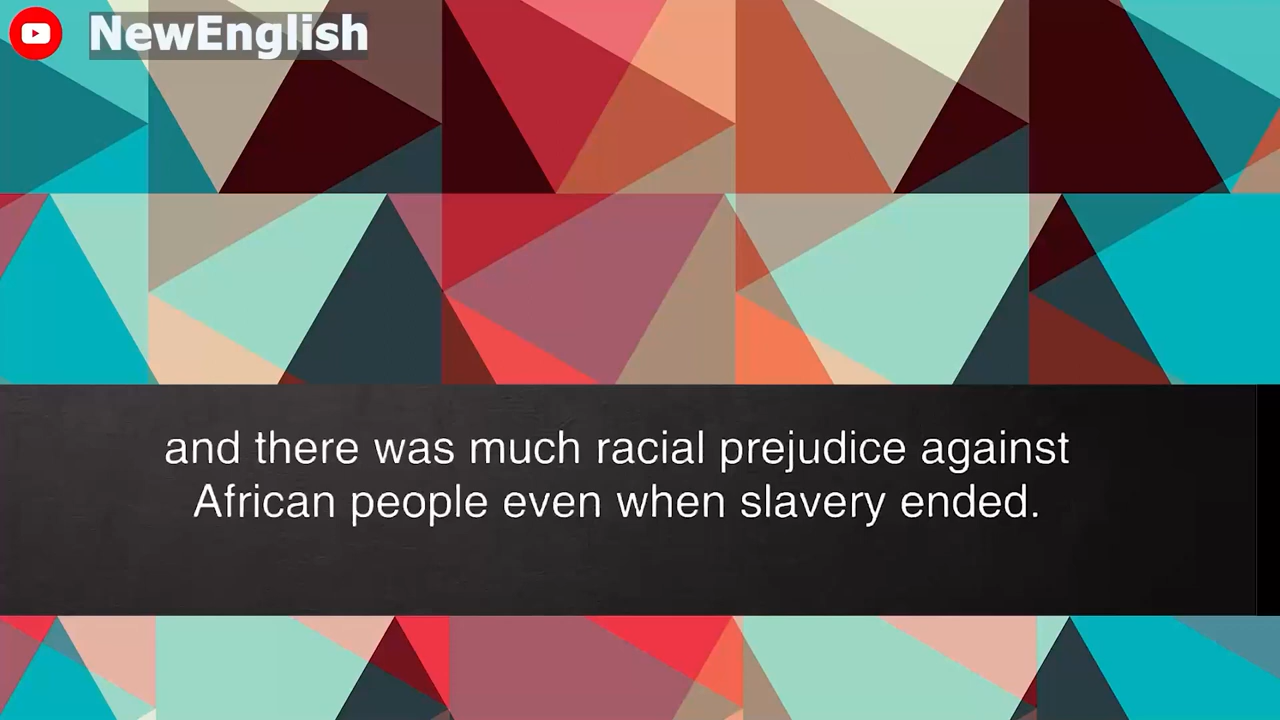 NewEnglish
and there was much racial prejudice against
African people even when slavery ended.